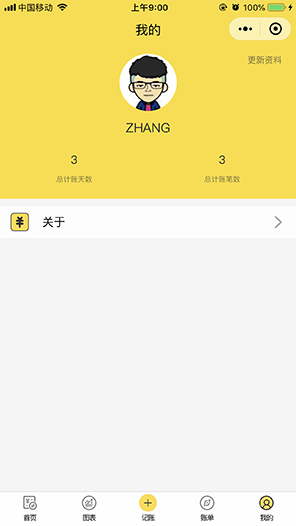 中国移动 上午9:00 100%
我的
更新资料
ZHANG
3 3
总计账天数 总计账笔数
关于
首页 图表 记账 账单 我的